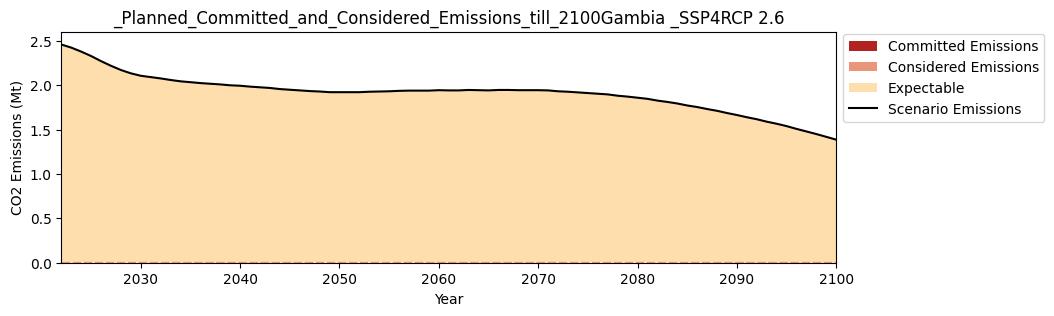 _Planned_Committed_and_Considered_Emissions_till_2100Gambia _SSP4RCP 2.6
2.5
2.0
1.5
1.0
0.5
0.0
CO2 Emissions (Mt)
2030 2040 2050 2060 2070 2080 2090 2100
Year
Committed Emissions
Considered Emissions
Expectable
Scenario Emissions